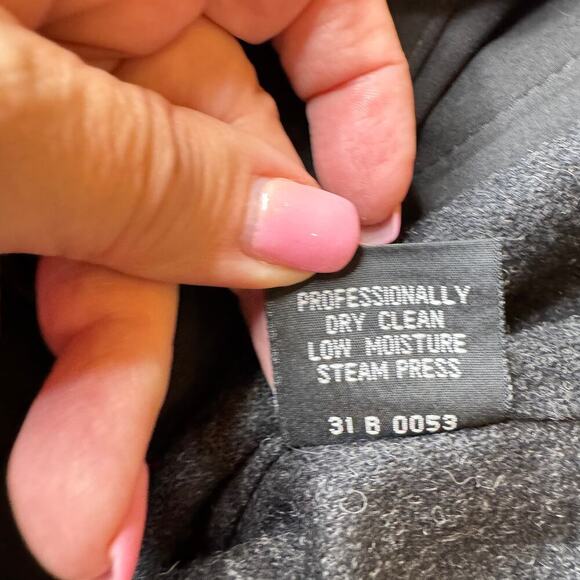 PROFESSIONALLY
DRY CLEAN
LOW MOISTURE
STEAM PRESS
31 B 0053